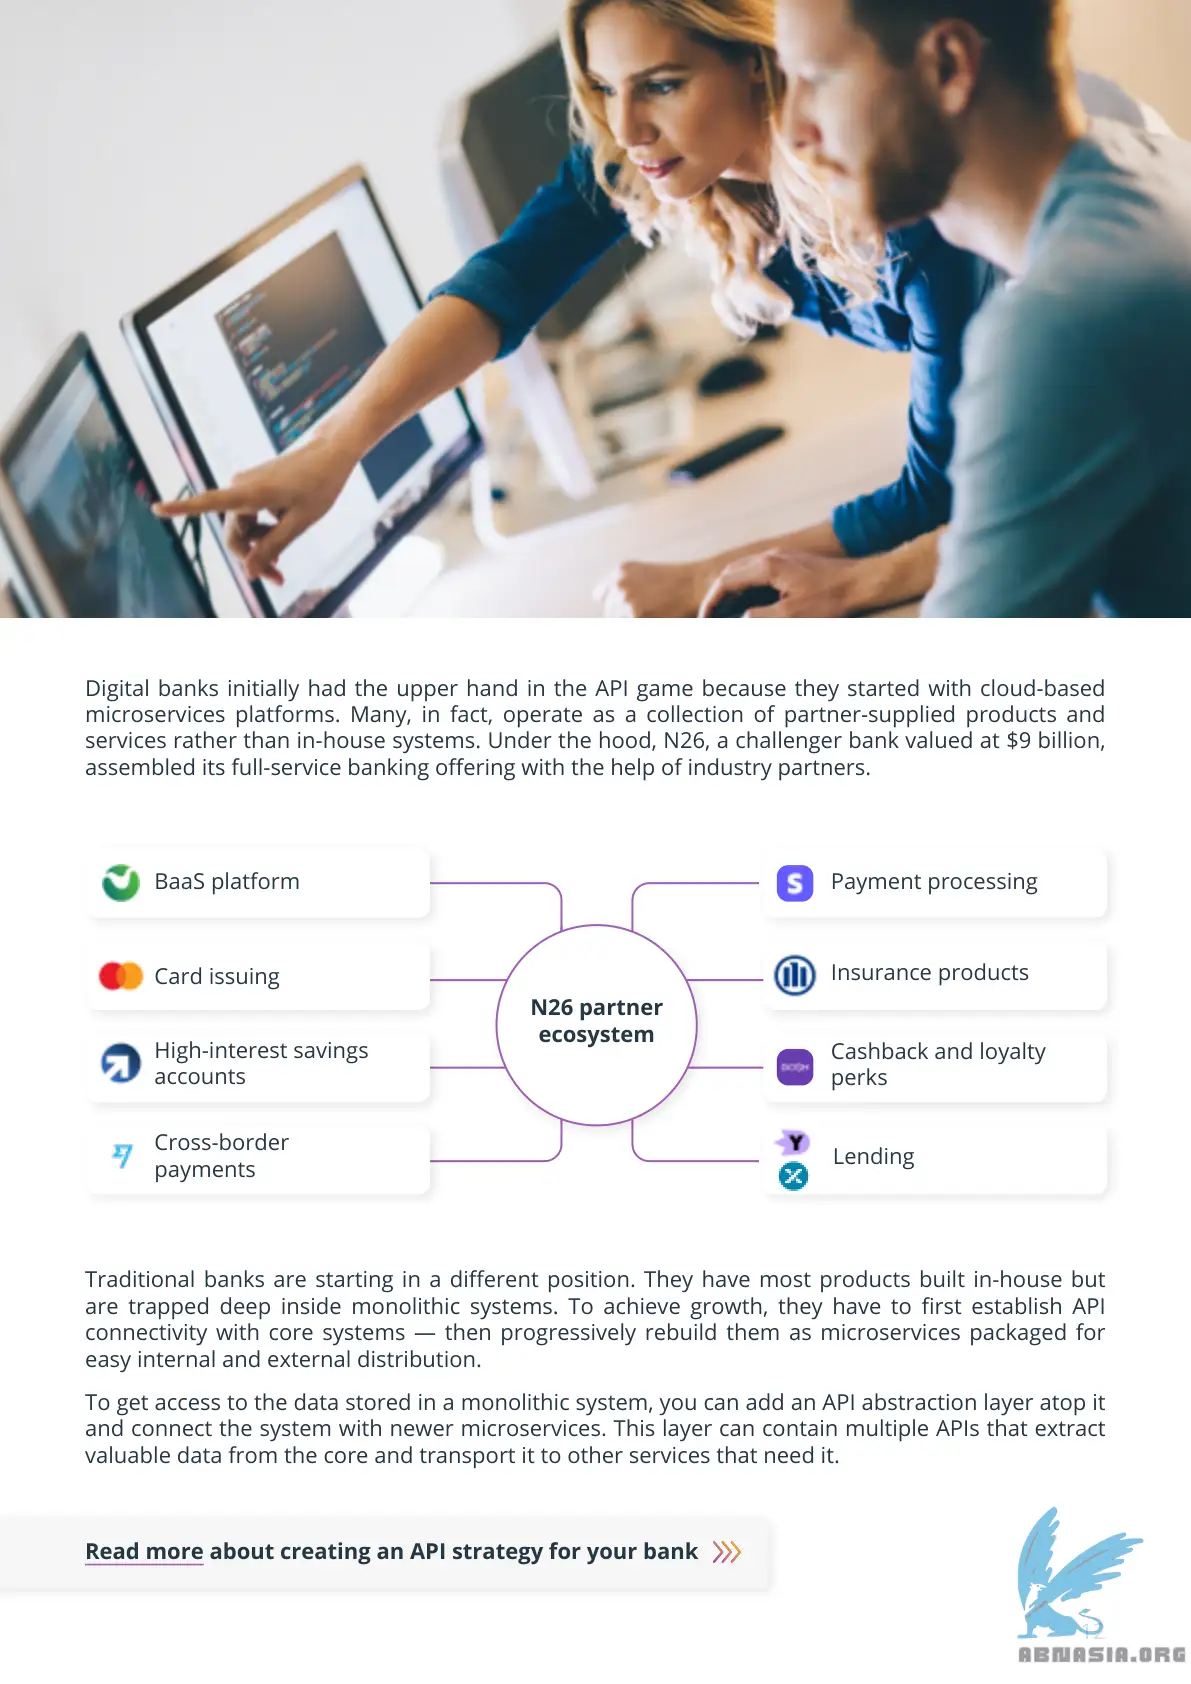 Digital banks initially had the upper hand in the API game because they started with cloud-based
microservices platforms. Many, in fact, operate as a collection of partner-supplied products and
services rather than in-house systems. Under the hood, N26, a challenger bank valued at $9 billion,
assembled its full-service banking offering with the help of industry partners.
BaaS platform
Card issuing
High-interest savings
accounts
Cross-border
payments
N26 partner
ecosystem
S
Payment processing
Insurance products
Cashback and loyalty
perks
Y
Lending
Traditional banks are starting in a different position. They have most products built in-house but
are trapped deep inside monolithic systems. To achieve growth, they have to first establish API
connectivity with core systems — then progressively rebuild them as microservices packaged for
easy internal and external distribution.
To get access to the data stored in a monolithic system, you can add an API abstraction layer atop it
and connect the system with newer microservices. This layer can contain multiple APIs that extract
valuable data from the core and transport it to other services that need it.
Read more about creating an API strategy for your bank
12
ABNASIA.ORG